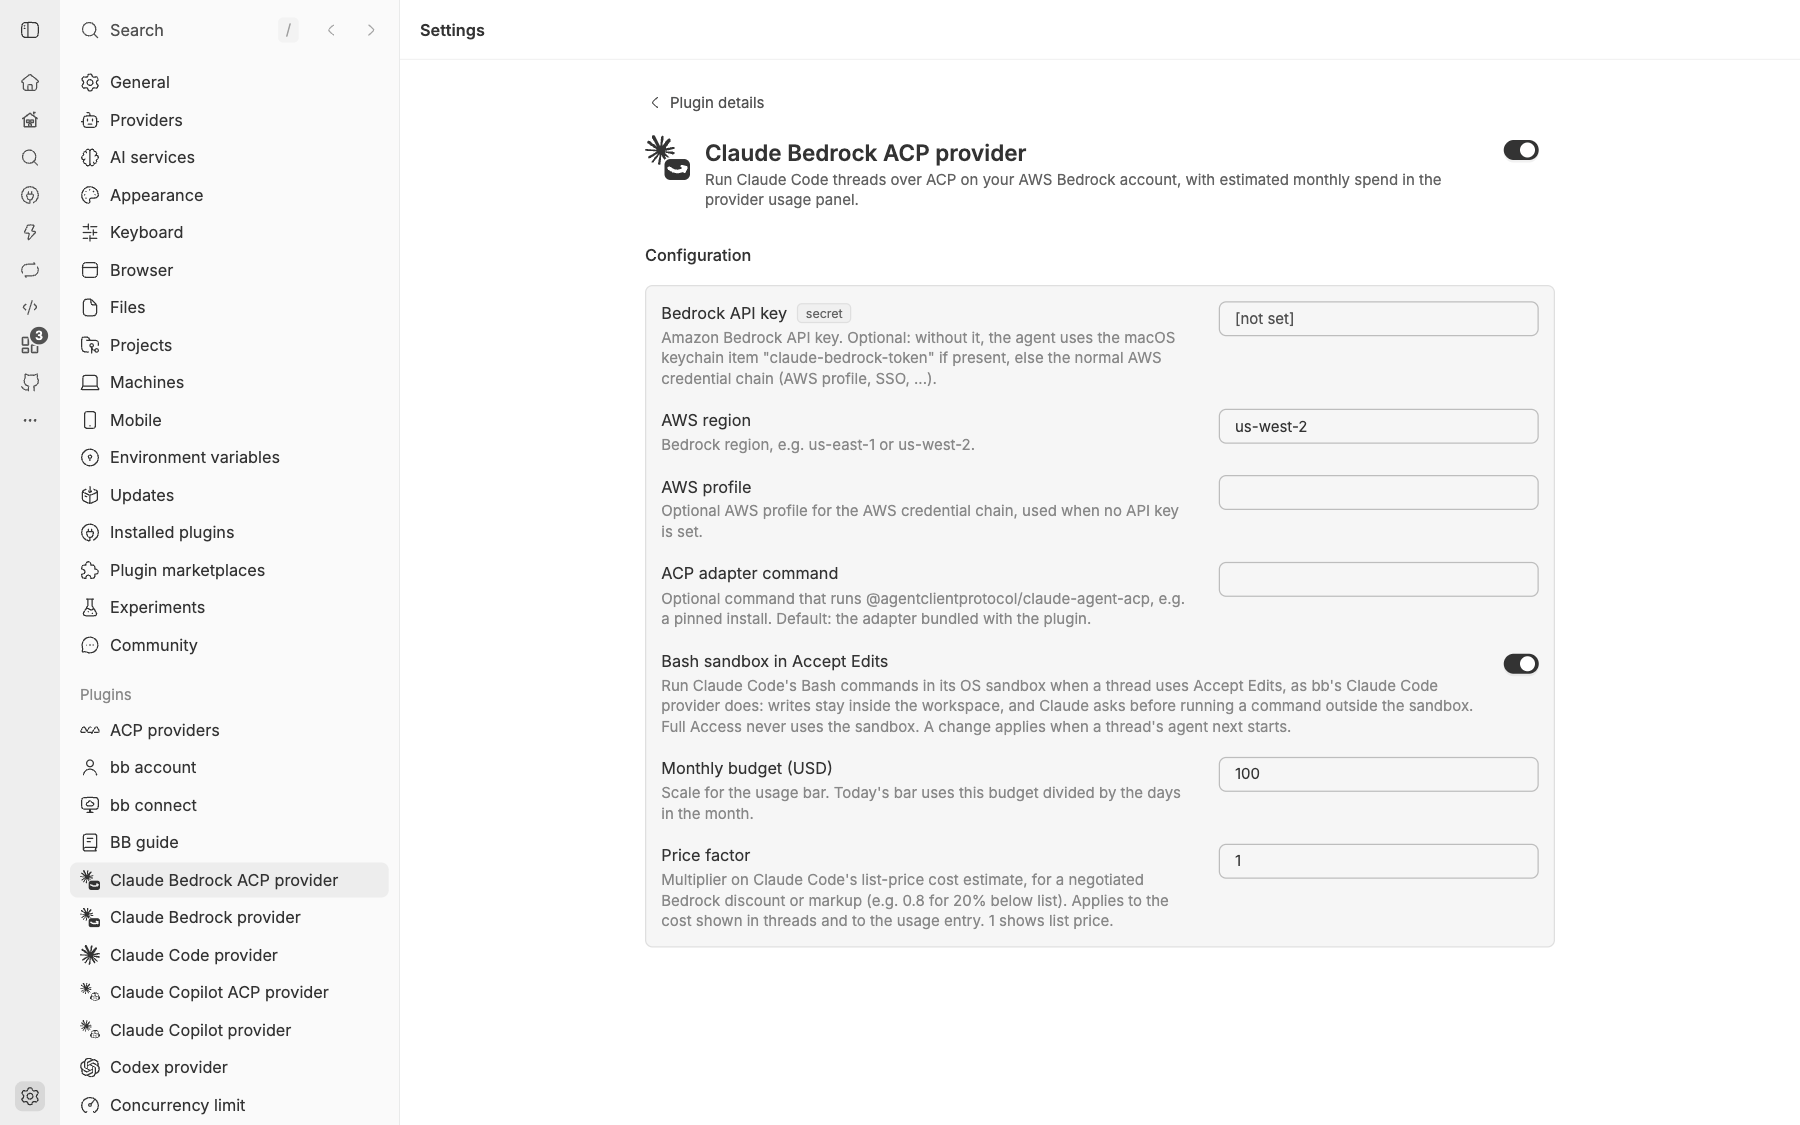 Search
/
General
Providers
AI services
Appearance
Keyboard
Browser
Files
3
Projects
Machines
Mobile
Environment variables
Updates
Installed plugins
Plugin marketplaces
Experiments
Community
Plugins
ACP providers
bb account
bb connect
BB guide
Claude Bedrock ACP provider
Claude Bedrock provider
Claude Code provider
Claude Copilot ACP provider
Claude Copilot provider
Codex provider
Concurrency limit
Settings
Plugin details
Claude Bedrock ACP provider
Run Claude Code threads over ACP on your AWS Bedrock account, with estimated monthly spend in the
provider usage panel.
Configuration
Bedrock API key secret
[not set]
Amazon Bedrock API key. Optional: without it, the agent uses the macOS
keychain item "claude-bedrock-token" if present, else the normal AWS
credential chain (AWS profile, SSO, ...).
AWS region
us-west-2
Bedrock region, e.g. us-east-1 or us-west-2.
AWS profile
Optional AWS profile for the AWS credential chain, used when no API key
is set.
ACP adapter command
Optional command that runs @agentclientprotocol/claude-agent-acp, e.g.
a pinned install. Default: the adapter bundled with the plugin.
Bash sandbox in Accept Edits
Run Claude Code's Bash commands in its OS sandbox when a thread uses Accept Edits, as bb's Claude Code
provider does: writes stay inside the workspace, and Claude asks before running a command outside the sandbox.
Full Access never uses the sandbox. A change applies when a thread's agent next starts.
Monthly budget (USD)
100
Scale for the usage bar. Today's bar uses this budget divided by the days
in the month.
Price factor
1
Multiplier on Claude Code's list-price cost estimate, for a negotiated
Bedrock discount or markup (e.g. 0.8 for 20% below list). Applies to the
cost shown in threads and to the usage entry. 1 shows list price.